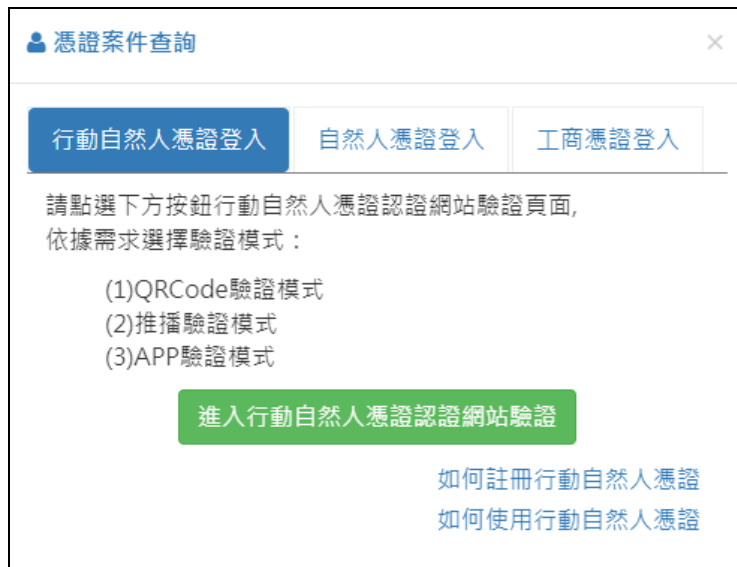 憑證案件查詢
×
行動自然人憑證登入 自然人憑證登入 工商憑證登入
請點選下方按鈕行動自然人憑證認證網站驗證頁面,
依據需求選擇驗證模式：
(1)QRCode驗證模式
(2)推播驗證模式
(3)APP驗證模式
進入行動自然人憑證認證網站驗證
如何註冊行動自然人憑證
如何使用行動自然人憑證